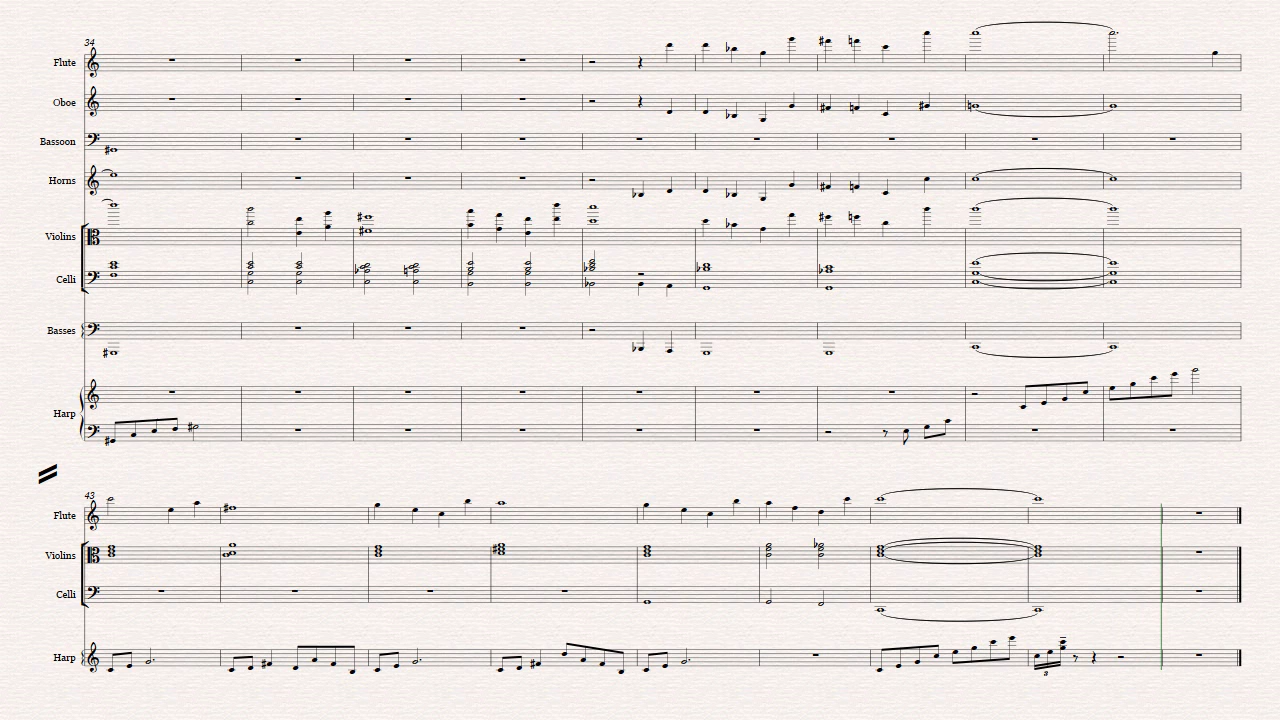 34
Flute
Oboe
Bassoon
Horns
Violins
Celli
Basses
Harp
43
Flute
Violins
Celli
Harp
3